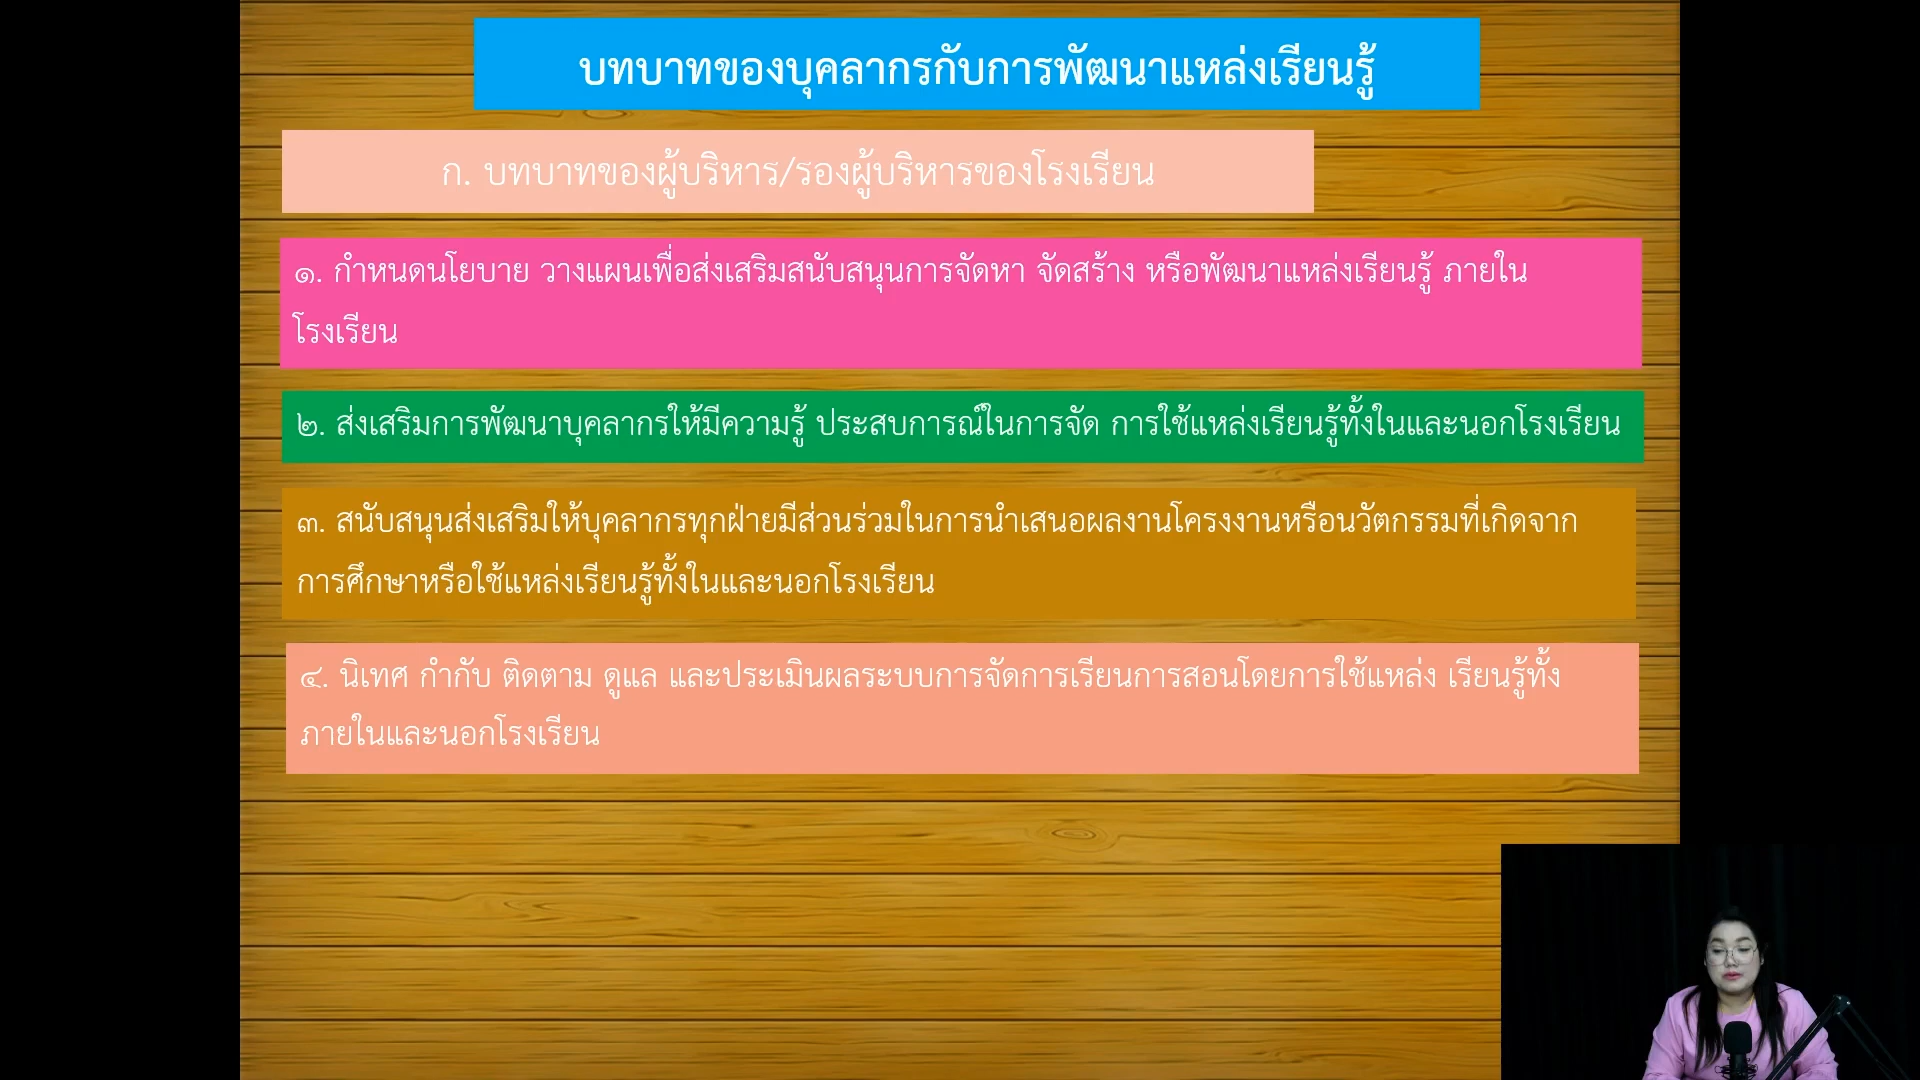 บทบาทของบุคลากรกับการพัฒนาแหล่งเรียนรู้
ก. บทบาทของผู้บริหาร/รองผู้บริหารของโรงเรียน
๑. กำหนดนโยบาย วางแผนเพื่อส่งเสริมสนับสนุนการจัดหา จัดสร้าง หรือพัฒนาแหล่งเรียนรู้ ภายใน
โรงเรียน
๒. ส่งเสริมการพัฒนาบุคลากรให้มีความรู้ ประสบการณ์ในการจัด การใช้แหล่งเรียนรู้ทั้งในและนอกโรงเรียน
๓. สนับสนุนส่งเสริมให้บุคลากรทุกฝ่ายมีส่วนร่วมในการนำเสนอผลงานโครงงานหรือนวัตกรรมที่เกิดจาก
การศึกษาหรือใช้แหล่งเรียนรู้ทั้งในและนอกโรงเรียน
๔. นิเทศ กำกับ ติดตาม ดูแล และประเมินผลระบบการจัดการเรียนการสอนโดยการใช้แหล่ง เรียนรู้ทั้ง
ภายในและนอกโรงเรียน